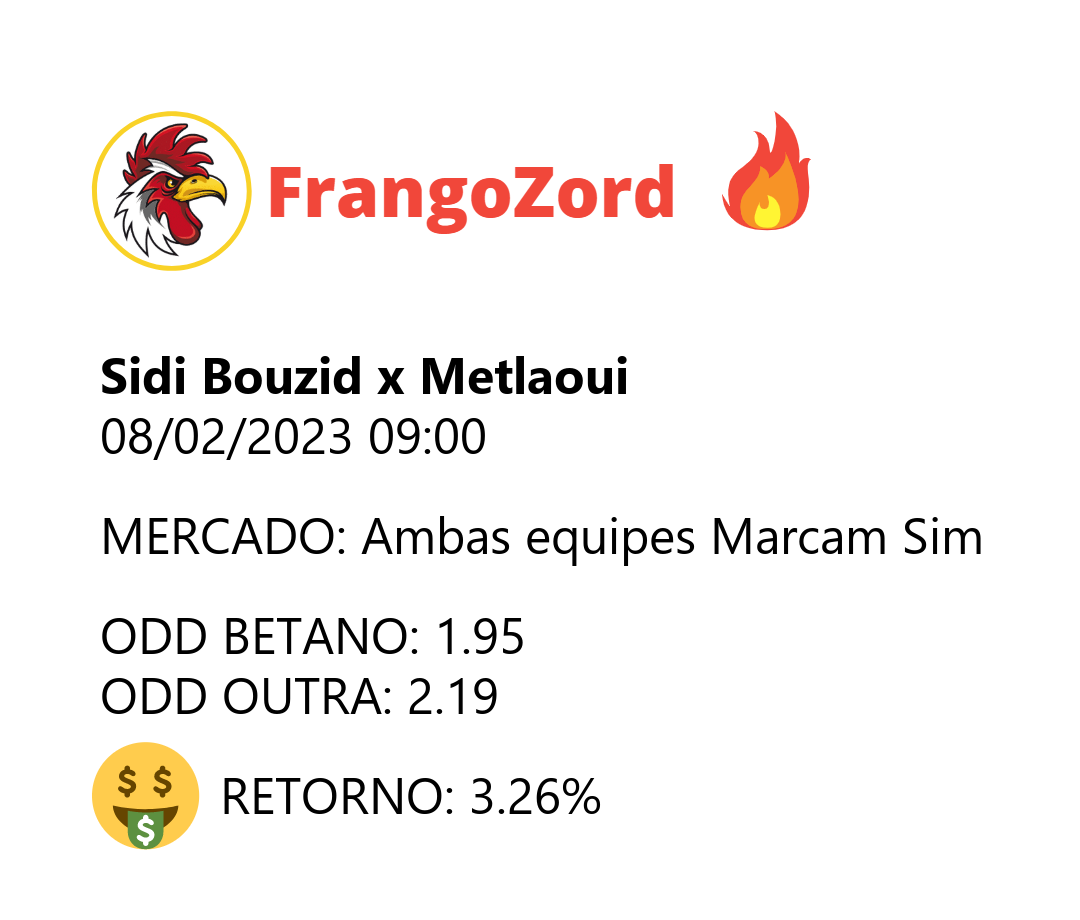 FrangoZord
Sidi Bouzid x Metlaoui
08/02/2023 09:00
MERCADO: Ambas equipes Marcam Sim
ODD BETANO: 1.95
ODD OUTRA: 2.19
$ $
$
RETORNO: 3.26%